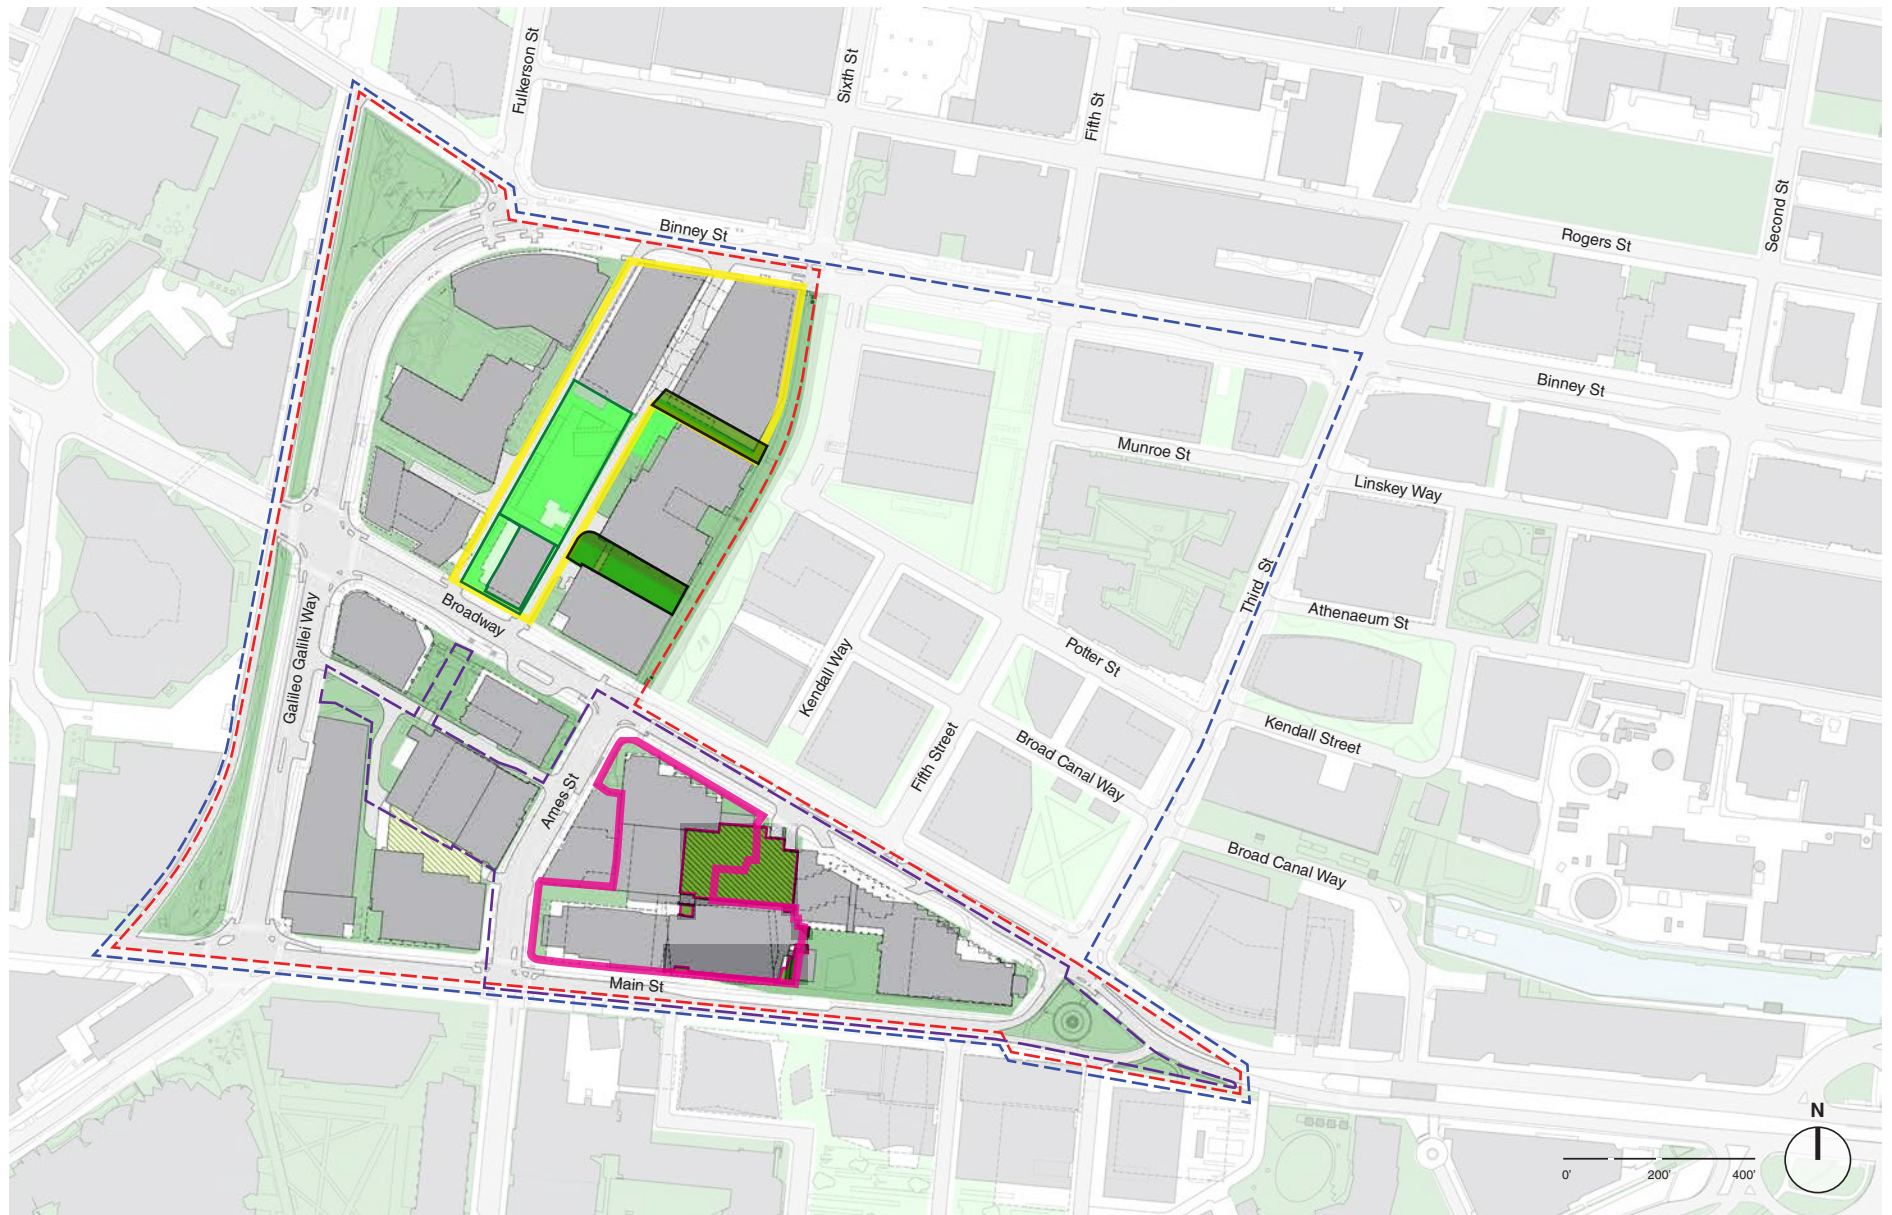 Fulkerson St
Sixth St
Fifth St
Second St
Binney St
Rogers St
Binney St
Munroe St
Linskey Way
Third St
Athenaeum St
Broadway
Galileo Galilei Way
Kendall Way
Potter St
Kendall Street
Fifth Street
Broad Canal Way
Ames St
Broad Canal Way
Main St
N
0'
200'
400'